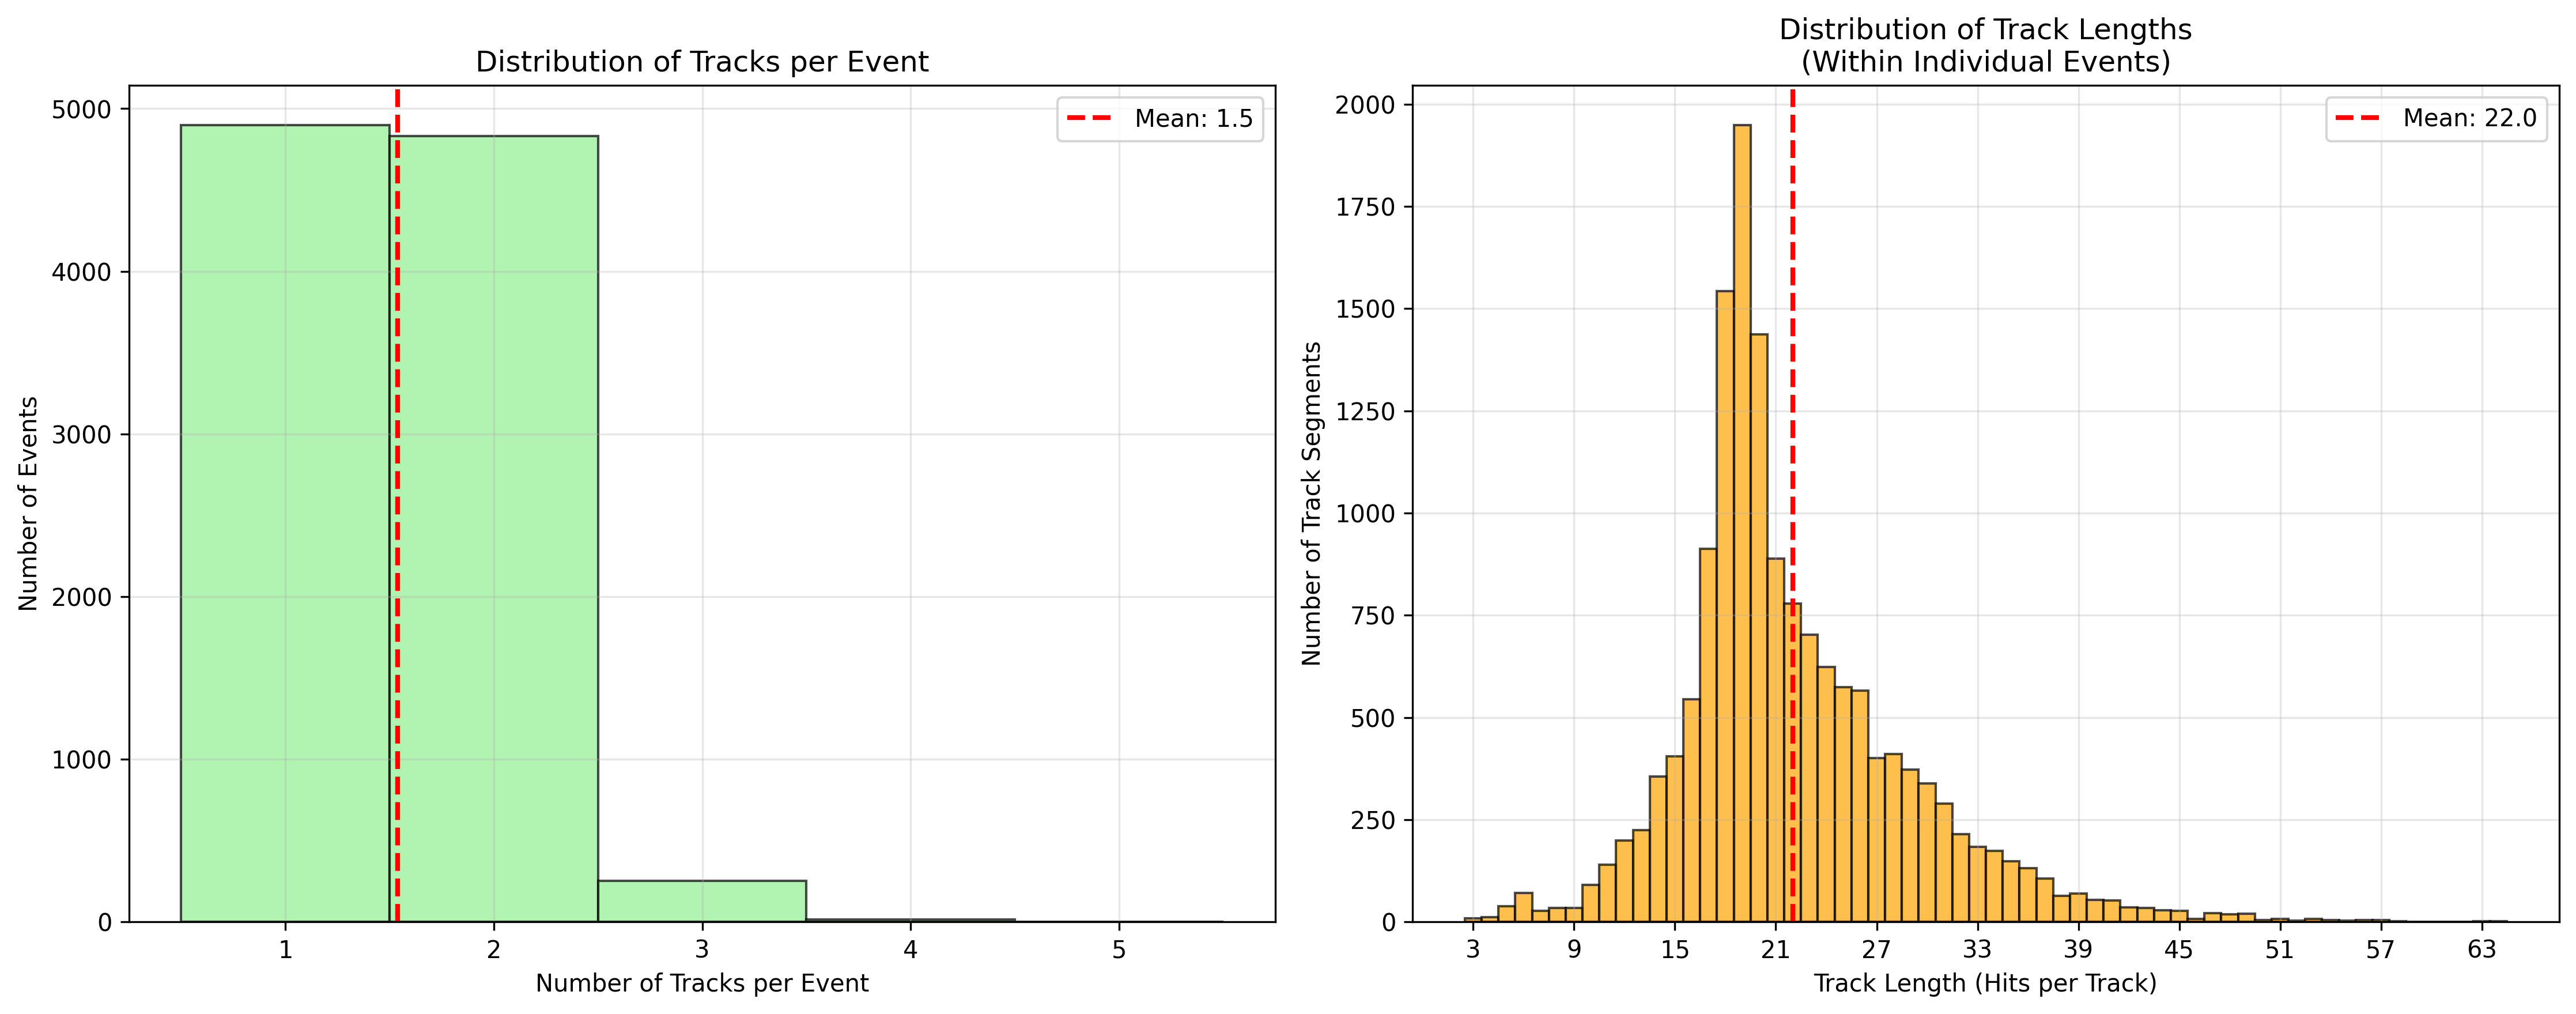 Distribution of Tracks per Event
Mean: 1.5
5000
4000
3000
2000
1000
0
Number of Events
1 2 3 4 5
Number of Tracks per Event
Distribution of Track Lengths
(Within Individual Events)
Mean: 22.0
2000
1750
1500
1250
1000
750
500
250
0
Number of Track Segments
3 9 15 21 27 33 39 45 51 57 63
Track Length (Hits per Track)